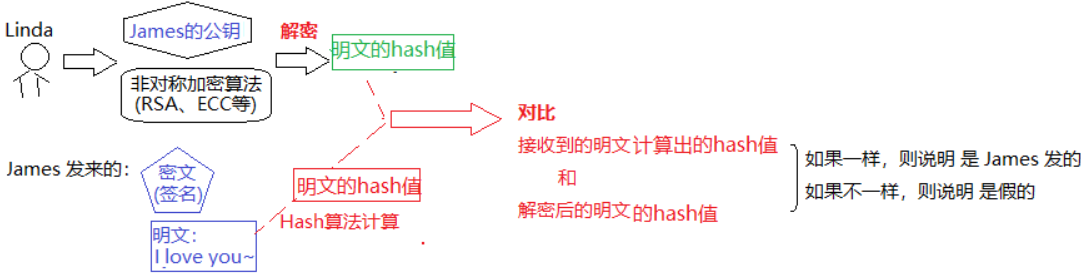 Linda
James的公钥
解密
明文的hash值
非对称加密算法
(RSA、ECC等)
对比
接收到的明文计算出的hash值
和
解密后的明文的hash值
如果一样，则说明 是 James 发的
如果不一样，则说明 是假的
James 发来的：
密文
(签名)
明文的hash值
Hash算法计算
明文：
I love you~